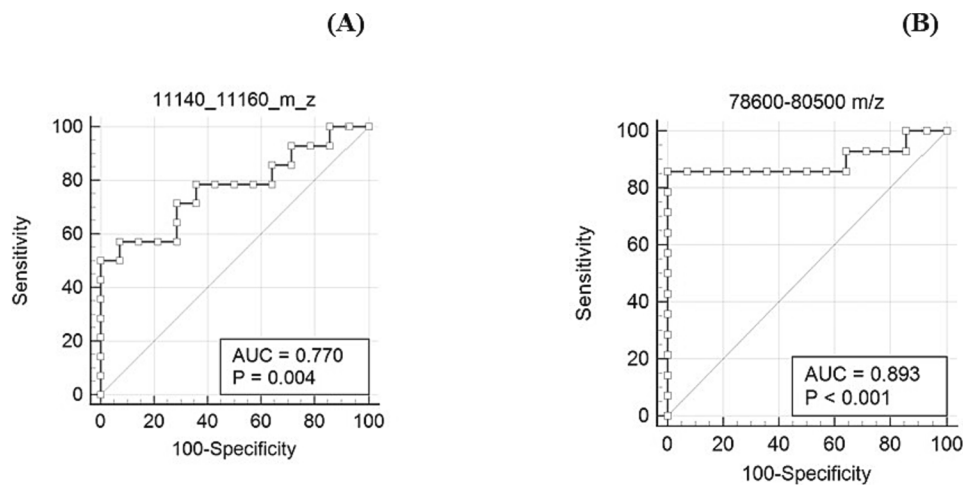 (A)
11140_11160_m_z
Sensitivity
100
80
60
40
20
0
AUC = 0.770
P = 0.004
0 20 40 60 80 100
100-Specificity
(B)
78600-80500 m/z
Sensitivity
100
80
60
40
20
0
AUC = 0.893
P < 0.001
0 20 40 60 80 100
100-Specificity